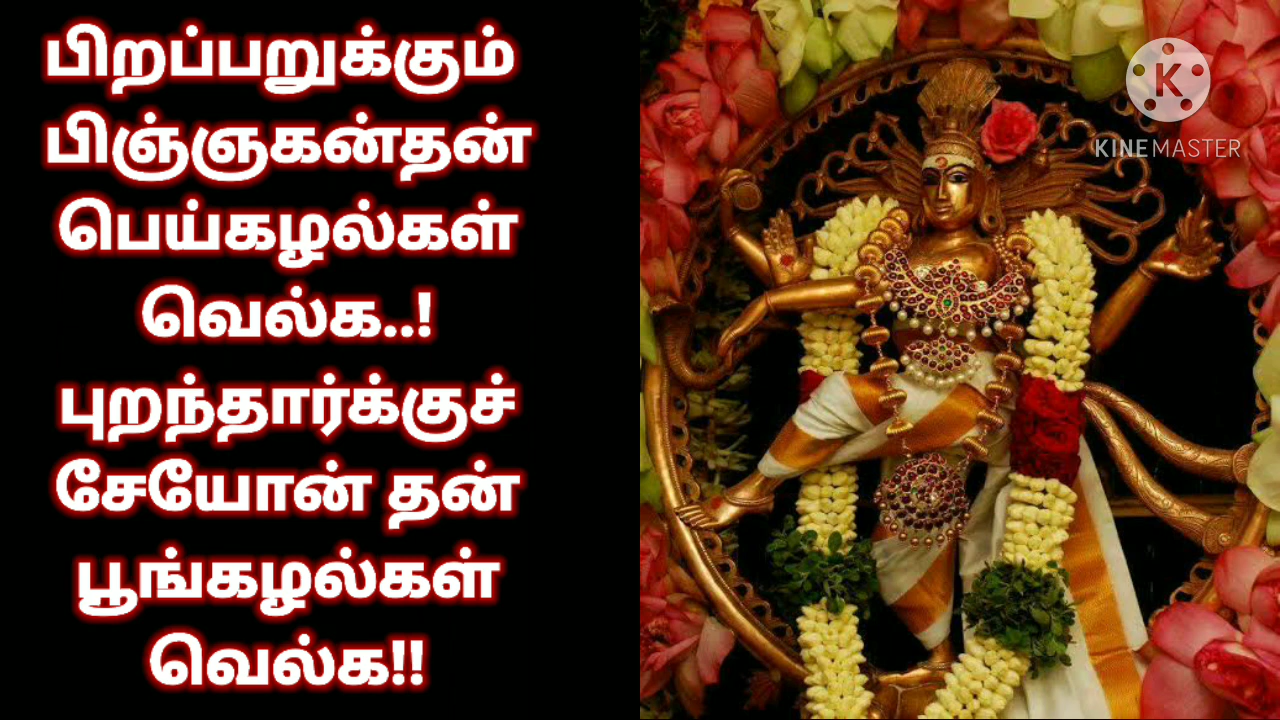 பிறப்பறுக்கும்
பிஞ்ஞகன்தன்
பெய்கழல்கள்
வெல்க..!
புறந்தார்க்குச்
சேயோன் தன்
பூங்கழல்கள்
வெல்க!!
K
KINEMASTER